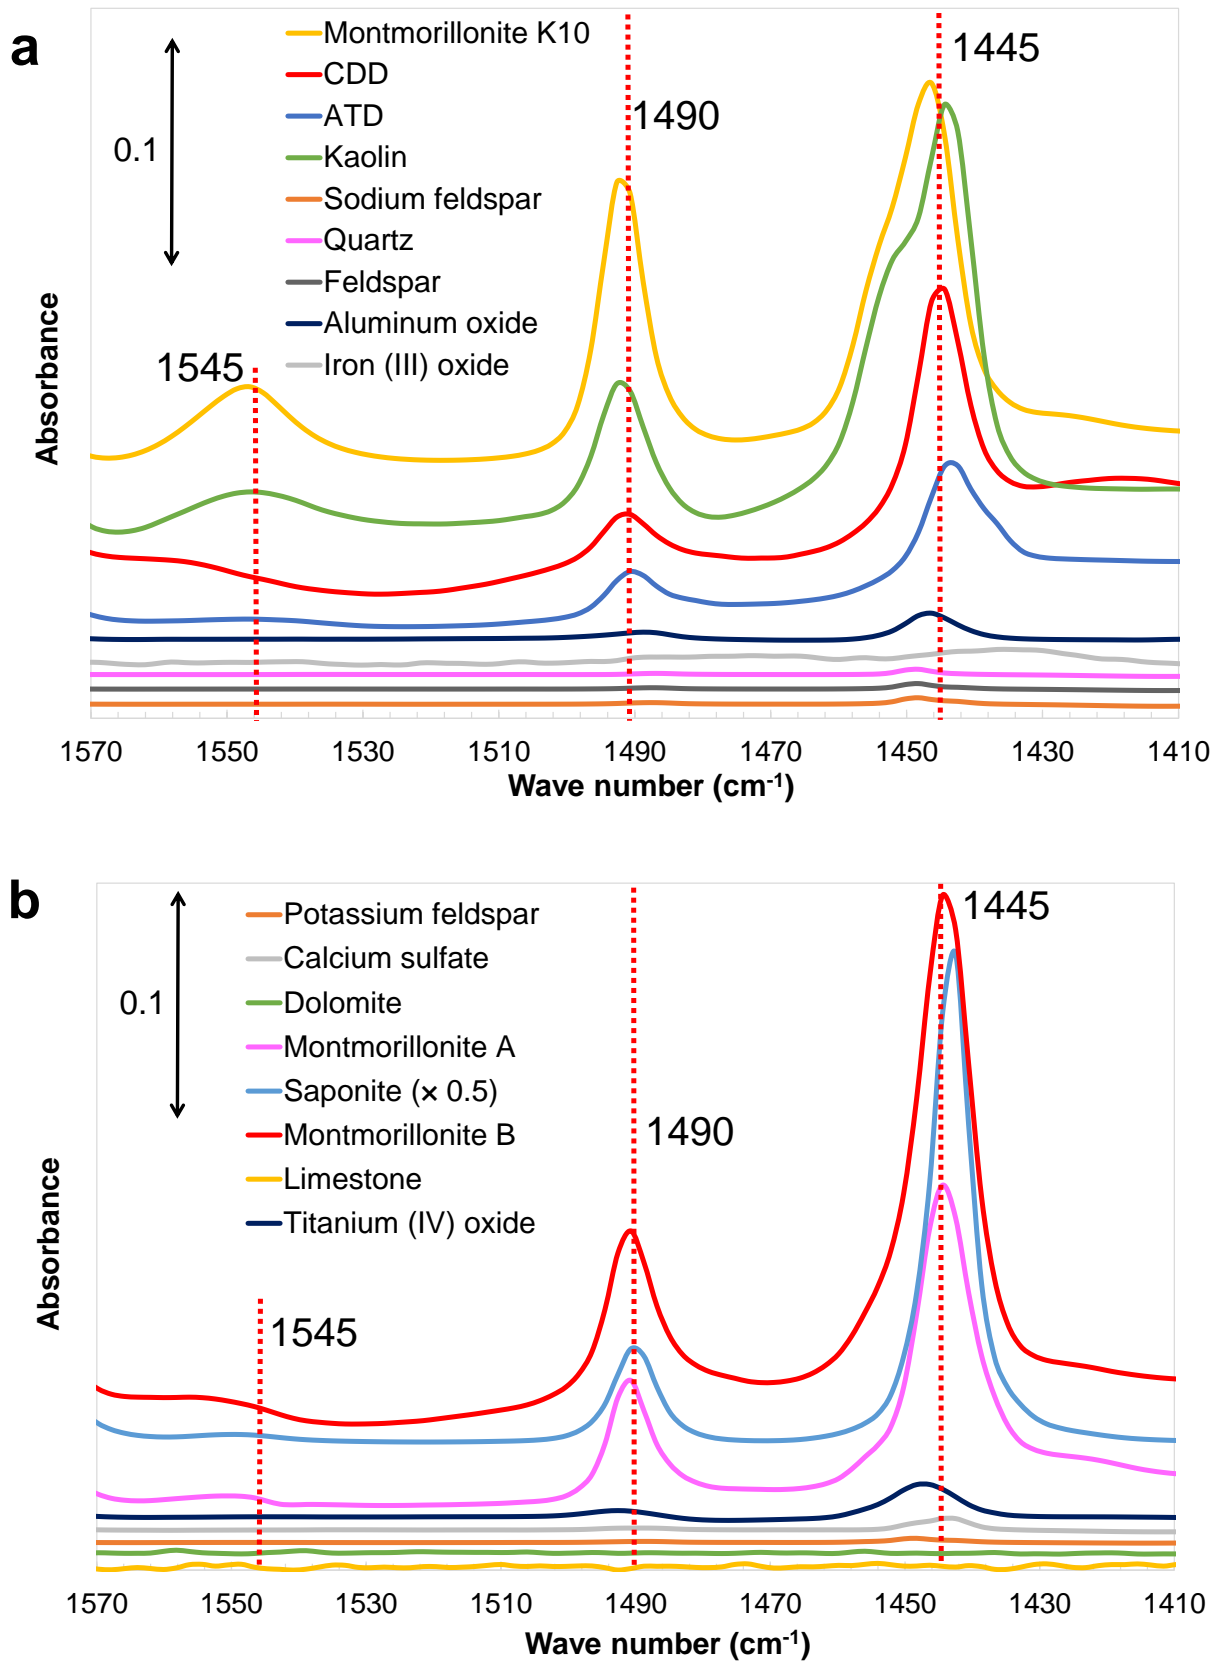 a
Montmorillonite K10
CDD
ATD
Kaolin
Sodium feldspar
Quartz
Feldspar
Aluminum oxide
Iron (III) oxide
0.1
1545
1490
1445
Absorbance
1570 1550 1530 1510 1490 1470 1450 1430 1410
Wave number (cm-1)
b
Potassium feldspar
Calcium sulfate
Dolomite
Montmorillonite A
Saponite (× 0.5)
Montmorillonite B
Limestone
Titanium (IV) oxide
0.1
1545
1490
1445
Absorbance
1570 1550 1530 1510 1490 1470 1450 1430 1410
Wave number (cm-1)